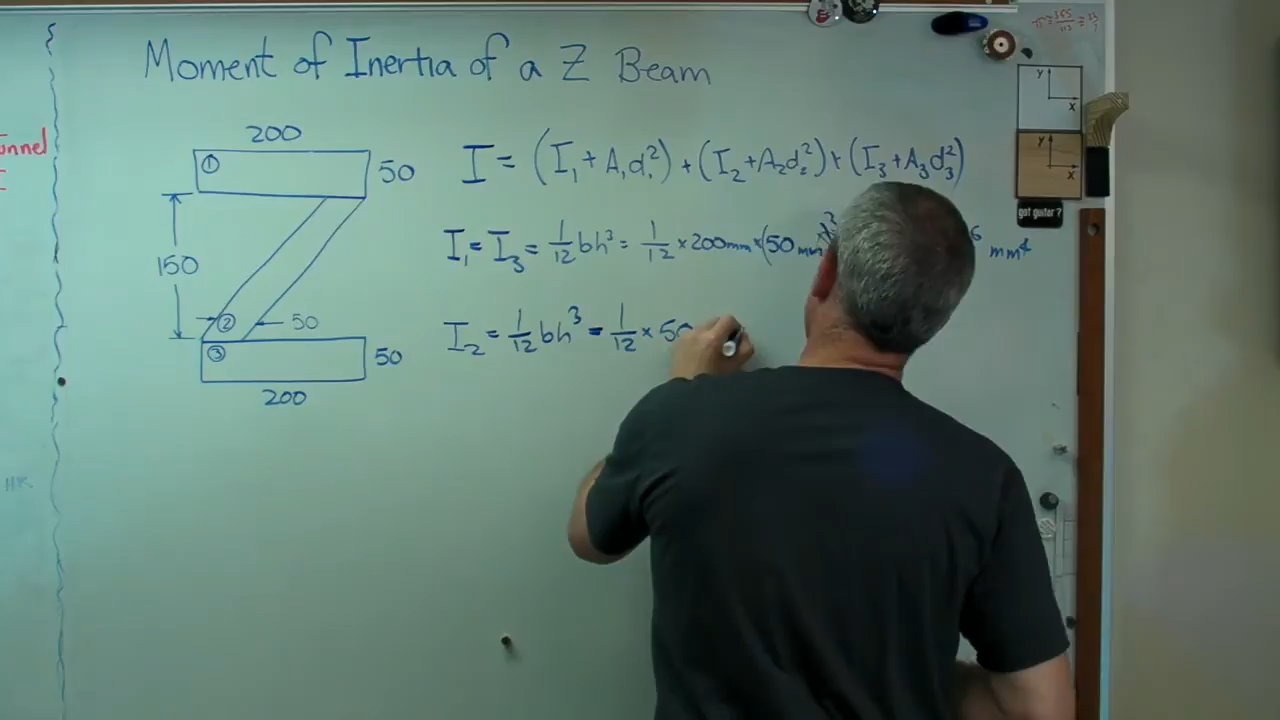 Moment of Inertia of a Z Beam
200
① 50
150
② 50
③ 50
200
I = (I₁ + A₁d₁²) + (I₂ + A₂d₂²) + (I₃ + A₃d₃²)
I₁ = I₃ = 1/12 bh³ = 1/12 × 200mm × (50 mm)³ ⁶ mm⁴
I₂ = 1/12 bh³ = 1/12 × 50
Y
X
Y
X
got guitar?